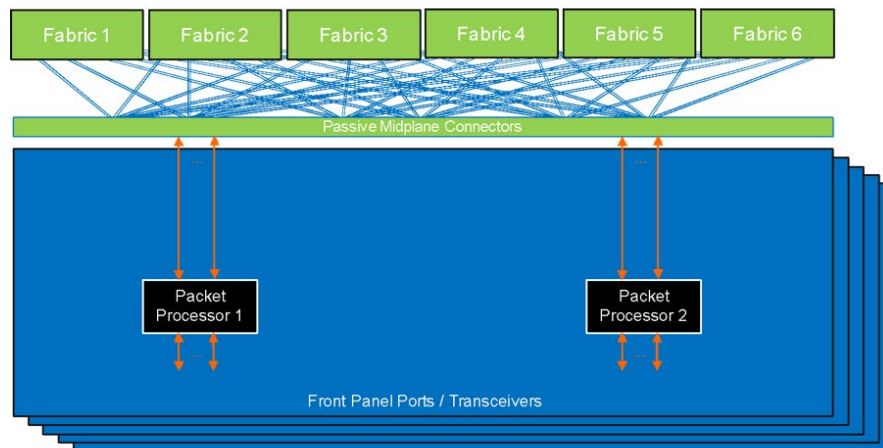 Fabric 1
Fabric 2
Fabric 3
Fabric 4
Fabric 5
Fabric 6
Passive Midplane Connectors
...
...
Packet
Processor 1
Packet
Processor 2
...
...
Front Panel Ports / Transceivers